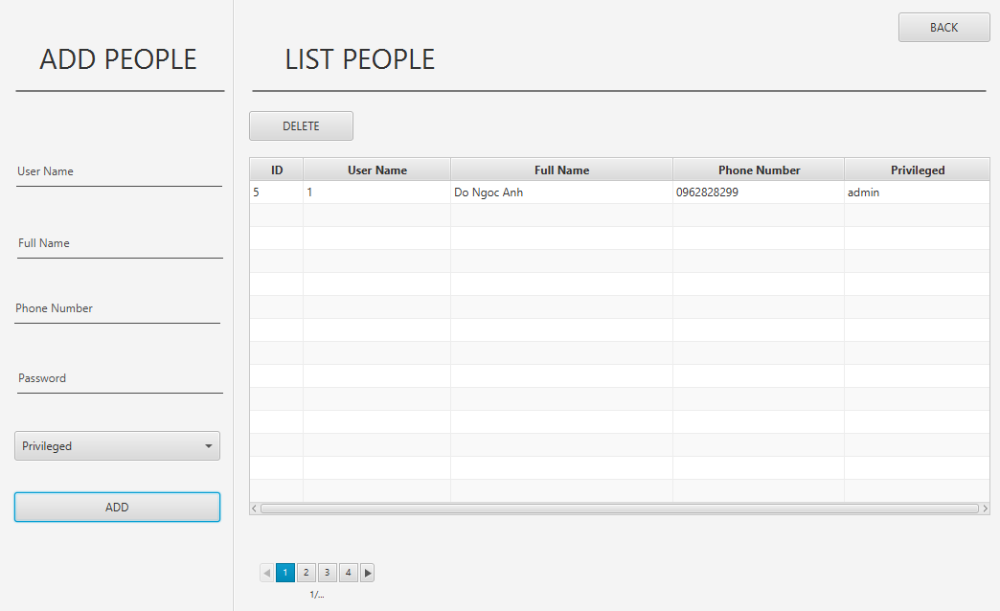 ADD PEOPLE
User Name
Full Name
Phone Number
Password
Privileged
ADD
LIST PEOPLE
BACK
DELETE
ID User Name Full Name Phone Number Privileged
5 1 Do Ngoc Anh 0962828299 admin
1 2 3 4
1/...